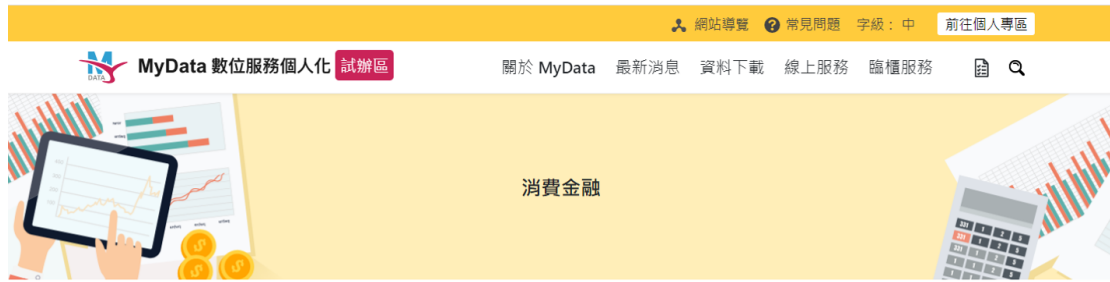 網站導覽 常見問題 字級： 中 前往個人專區
MyData 數位服務個人化 試辦區 關於 MyData 最新消息 資料下載 線上服務 臨櫃服務
DATA
消費金融